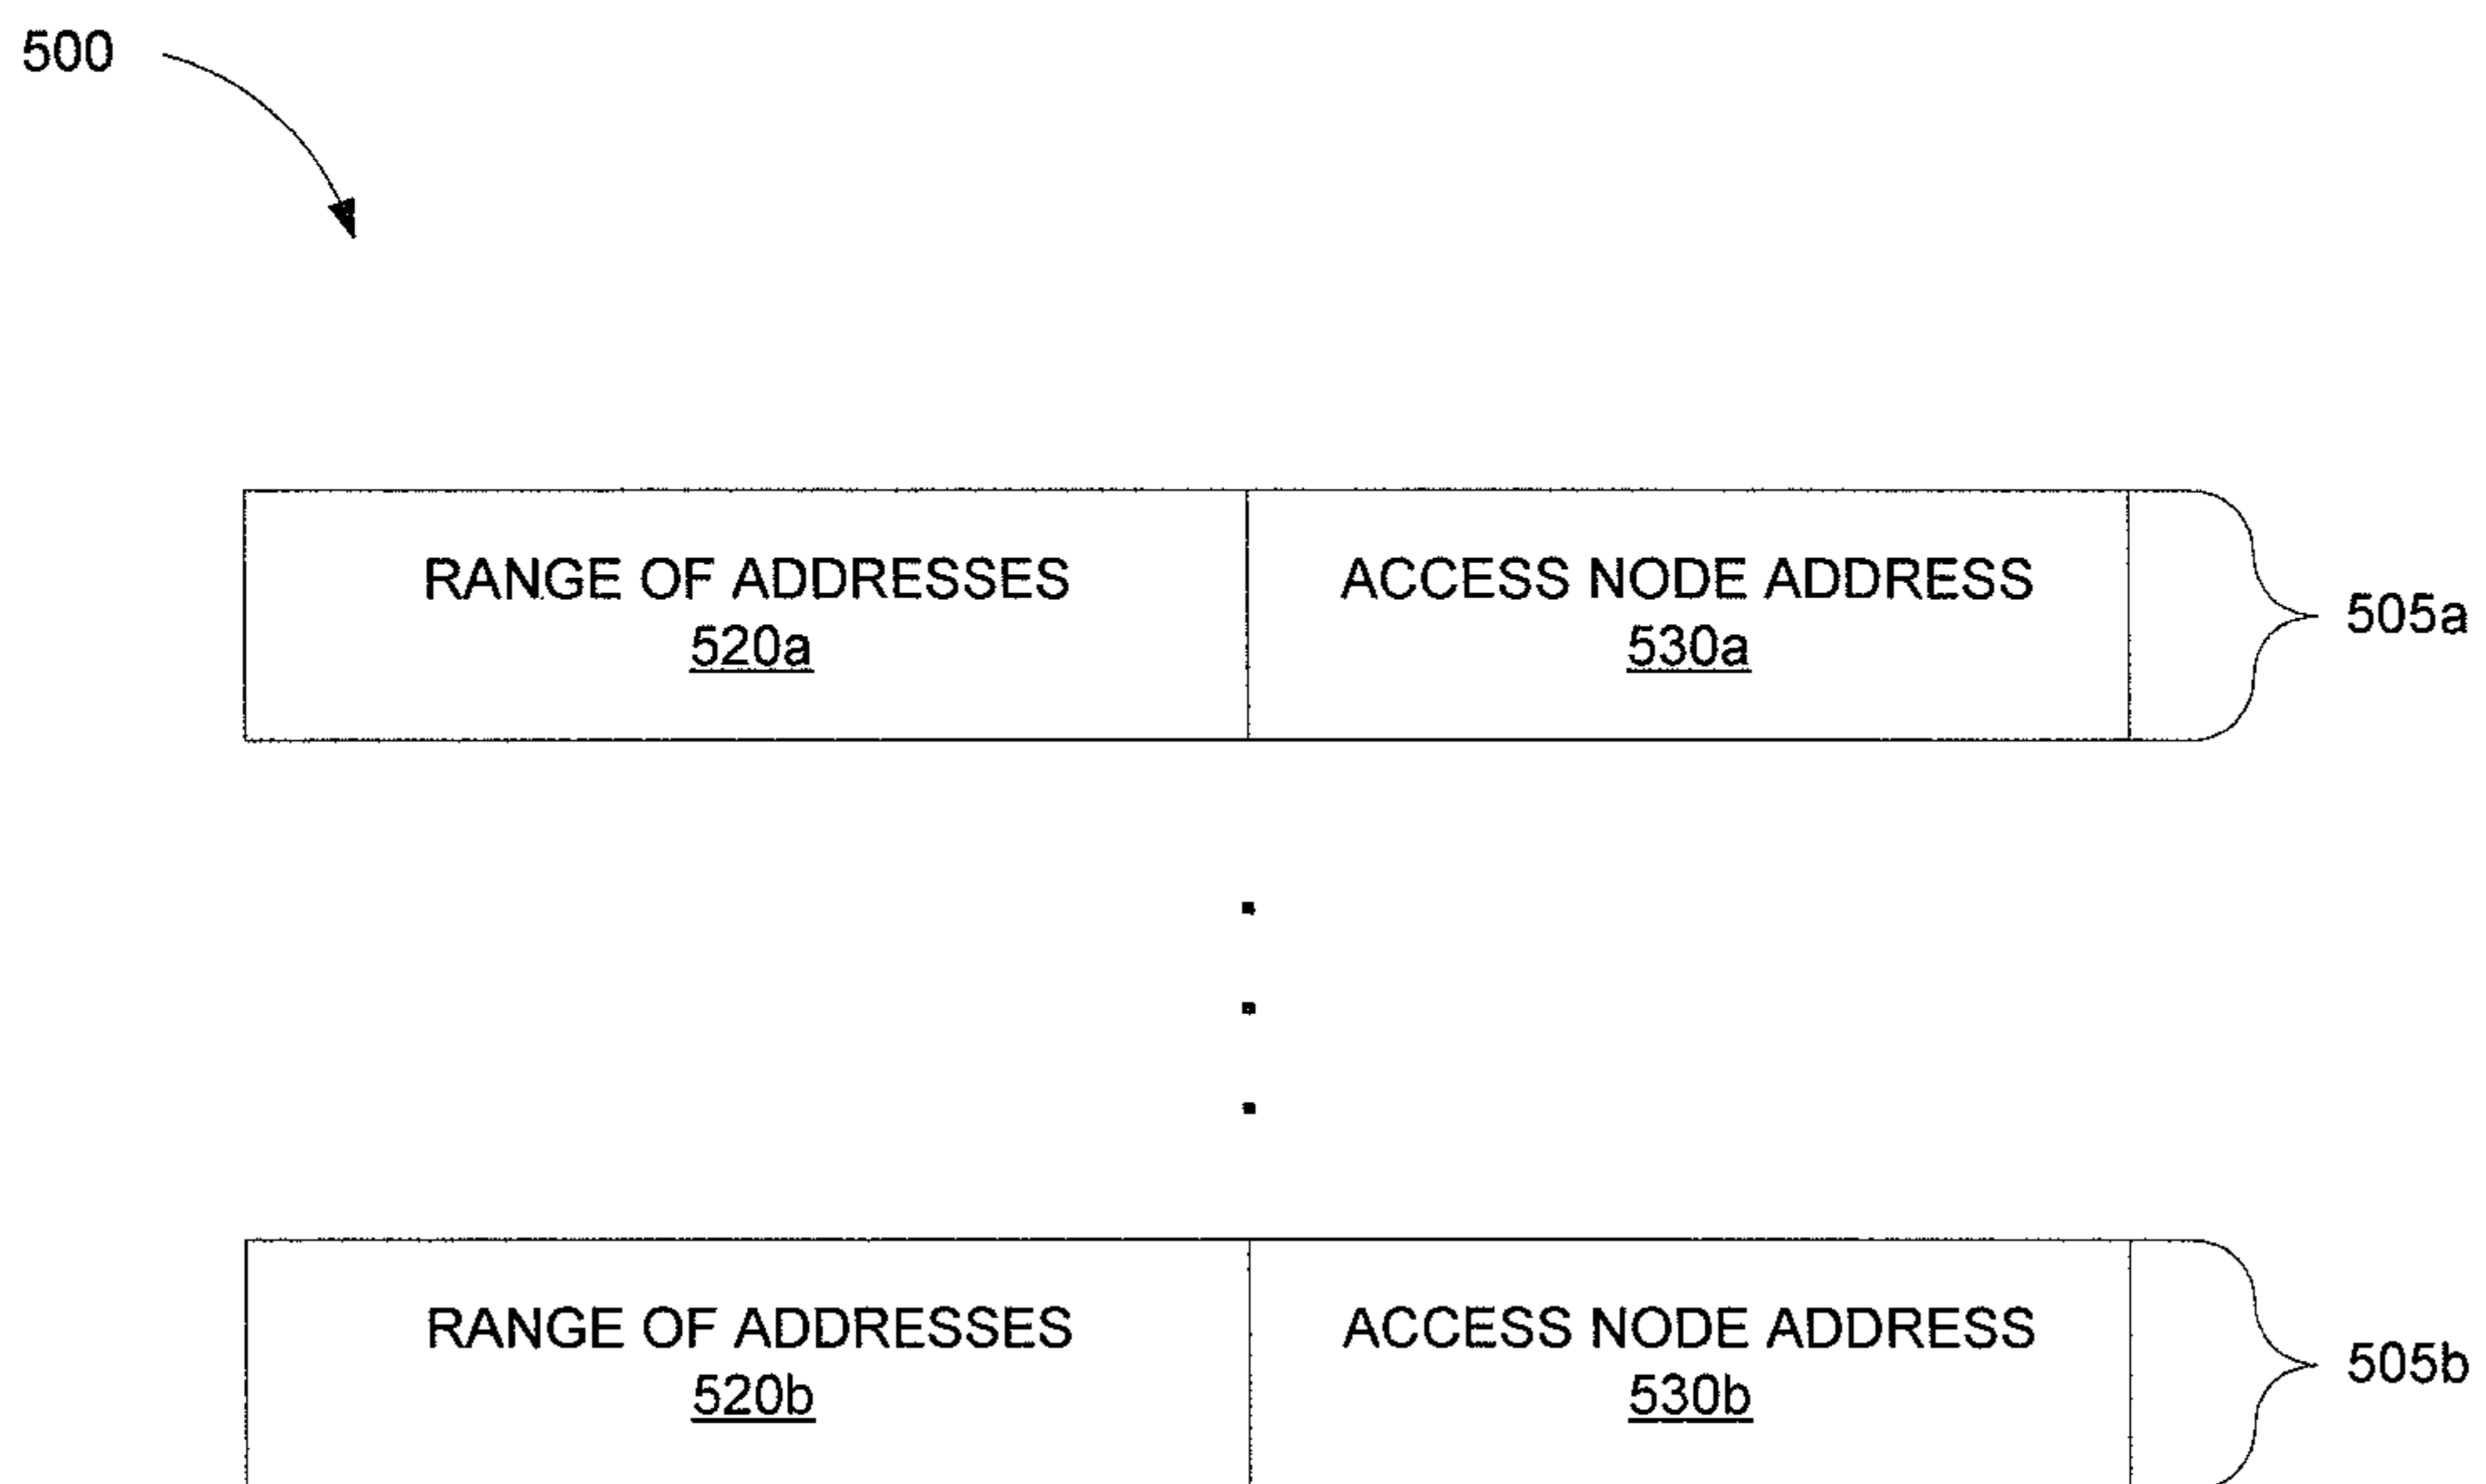 500
RANGE OF ADDRESSES
520a
ACCESS NODE ADDRESS
530a
505a
RANGE OF ADDRESSES
520b
ACCESS NODE ADDRESS
530b
505b